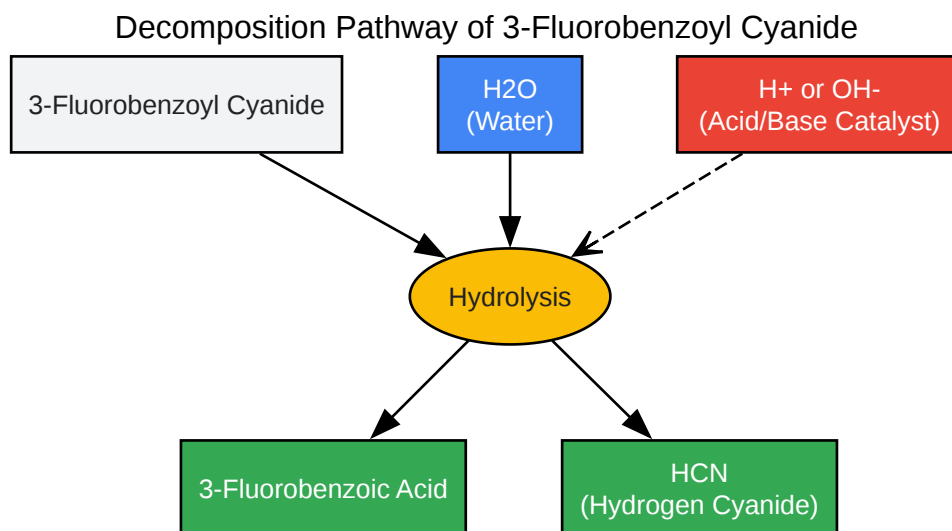 Decomposition Pathway of 3-Fluorobenzoyl Cyanide
3-Fluorobenzoyl Cyanide
H2O
(Water)
H+ or OH-
(Acid/Base Catalyst)
Hydrolysis
3-Fluorobenzoic Acid
HCN
(Hydrogen Cyanide)